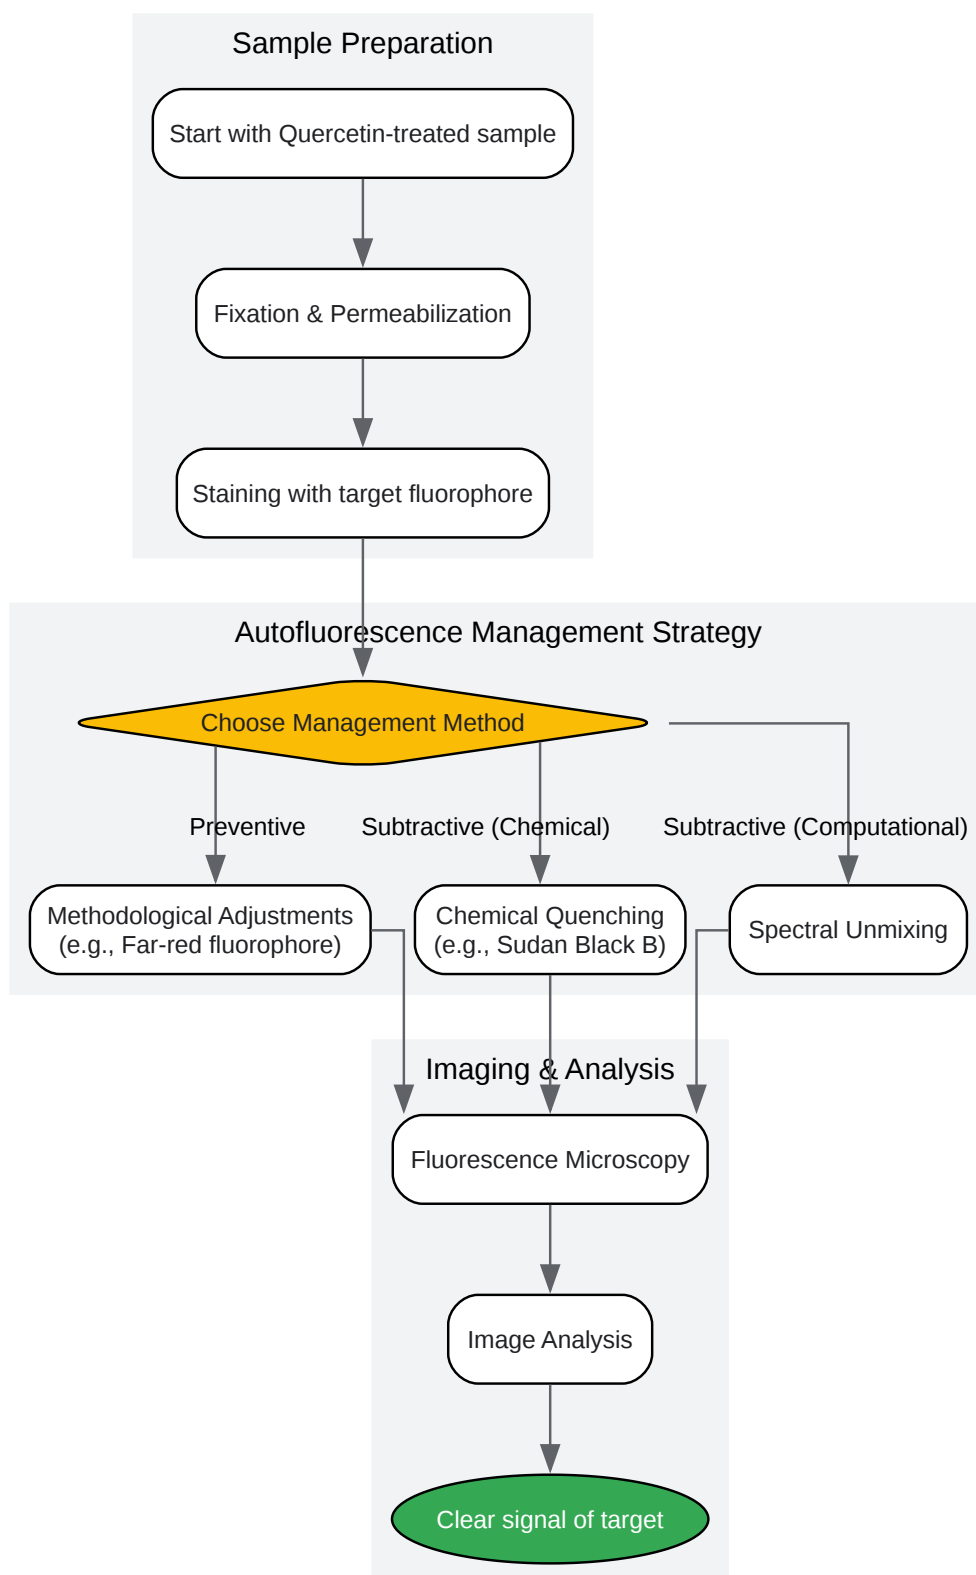 Sample Preparation
Start with Quercetin-treated sample
Fixation & Permeabilization
Staining with target fluorophore
Autofluorescence Management Strategy
Choose Management Method
Preventive
Subtractive (Chemical)
Subtractive (Computational)
Methodological Adjustments
(e.g., Far-red fluorophore)
Chemical Quenching
(e.g., Sudan Black B)
Spectral Unmixing
Imaging & Analysis
Fluorescence Microscopy
Image Analysis
Clear signal of target